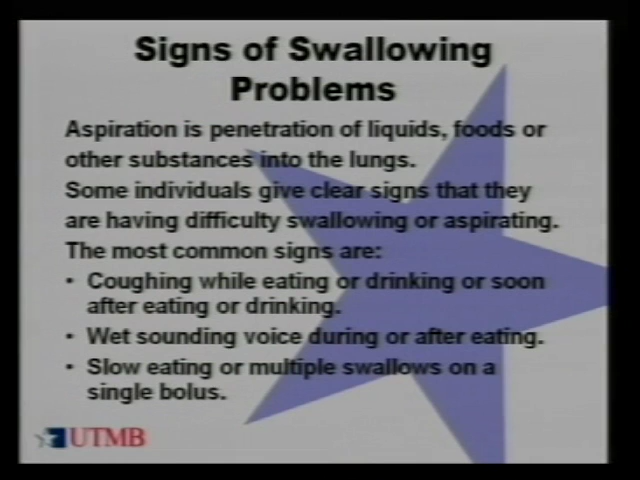 Signs of Swallowing
Problems
Aspiration is penetration of liquids, foods or
other substances into the lungs.
Some individuals give clear signs that they
are having difficulty swallowing or aspirating.
The most common signs are:
• Coughing while eating or drinking or soon
after eating or drinking.
• Wet sounding voice during or after eating.
• Slow eating or multiple swallows on a
single bolus.
UTMB